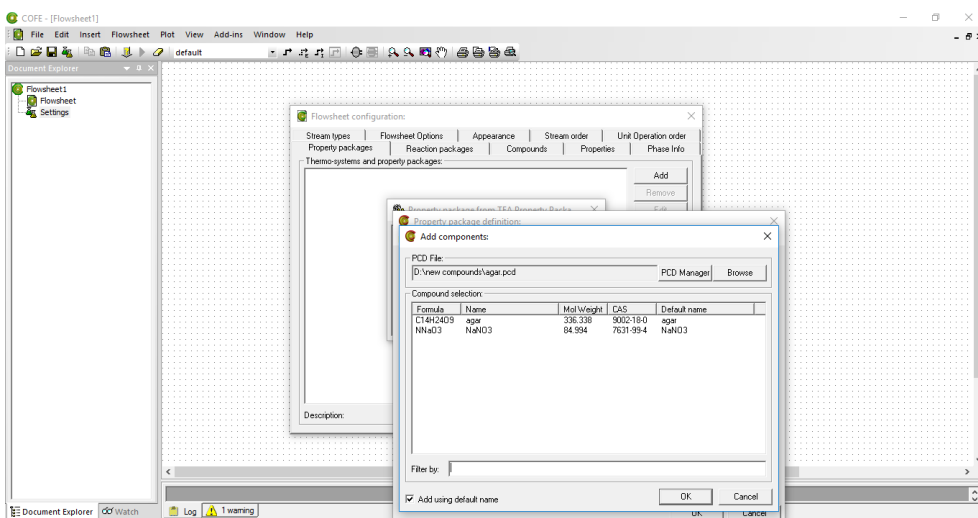 COFE - [Flowsheet1]
File Edit Insert Flowsheet Plot View Add-ins Window Help
default
Document Explorer
Flowsheet1
Flowsheet
Settings
Flowsheet configuration:
Stream types Flowsheet Options Appearance Stream order Unit Operation order
Property packages Reaction packages Compounds Properties Phase Info
Thermo-systems and property packages:
Add
Remove
Edit
Property package from TEA Property Packa
Property package definition:
Add components:
PCD File:
D:\new compounds\agar.pcd PCD Manager Browse
Compound selection:
Formula Name Mol Weight CAS Default name
C14H24O9 agar 336.338 9002-18-0 agar
NNaO3 NaNO3 84.994 7631-99-4 NaNO3
Description:
Filter by:
Add using default name OK Cancel
OK Cancel
Document Explorer Watch Log 1 warning